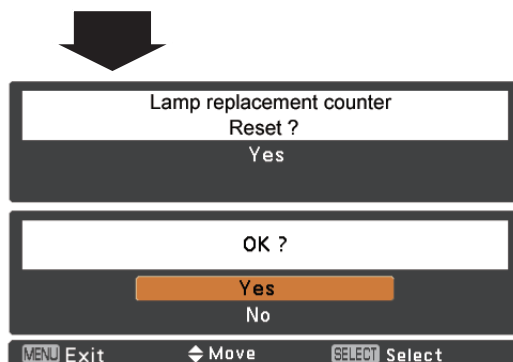 Lamp replacement counter
Reset ?
Yes
OK ?
Yes
No
MENU Exit Move SELECT Select